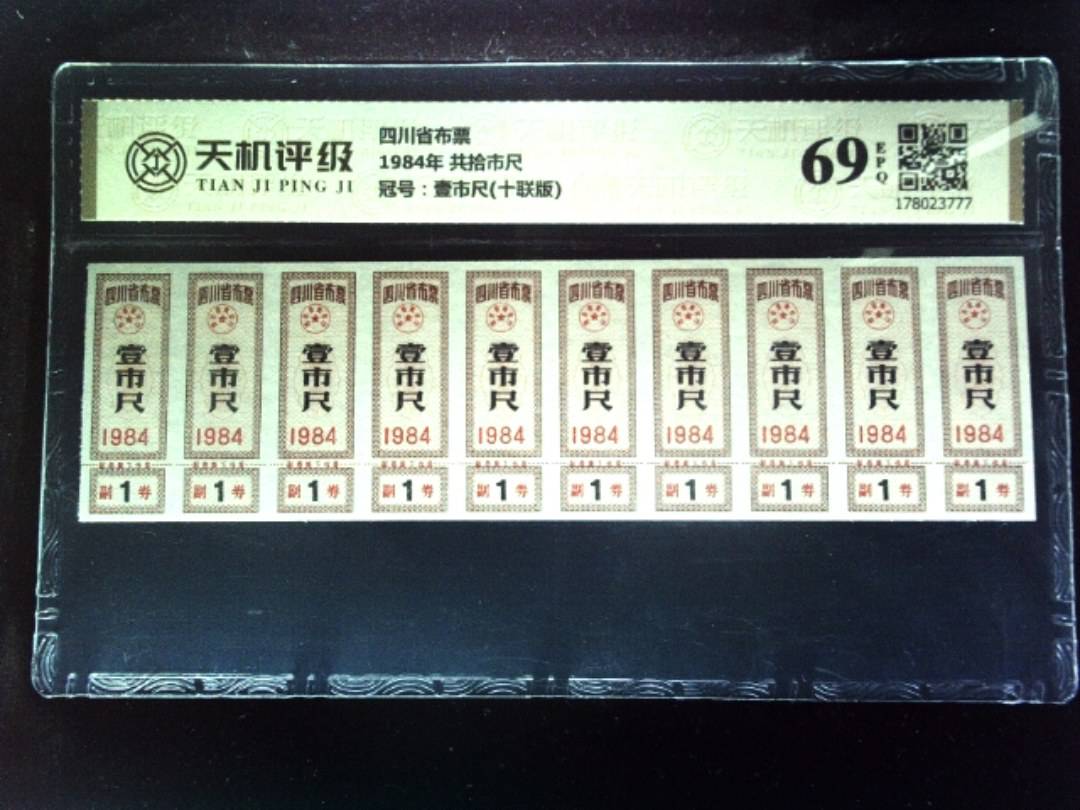 天机评级
TIAN JI PING JI
四川省布票
1984年 共拾市尺
冠号：壹市尺(十联版)
69
EPQ
178023777
四川省布票 四川省布票 四川省布票 四川省布票 四川省布票 四川省布票 四川省布票 四川省布票 四川省布票 四川省布票
壹市尺 壹市尺 壹市尺 壹市尺 壹市尺 壹市尺 壹市尺 壹市尺 壹市尺 壹市尺
1984 1984 1984 1984 1984 1984 1984 1984 1984 1984
副1券 副1券 副1券 副1券 副1券 副1券 副1券 副1券 副1券 副1券